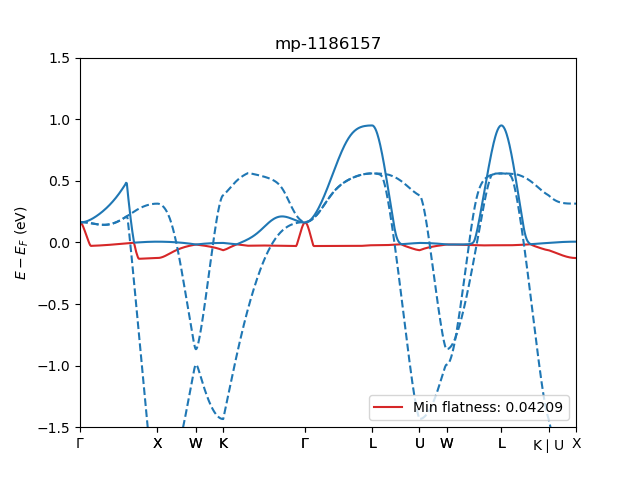 mp-1186157
1.5
1.0
0.5
0.0
−0.5
−1.0
−1.5
E − E_F (eV)
Min flatness: 0.04209
Γ X W K Γ L U W L K | U X